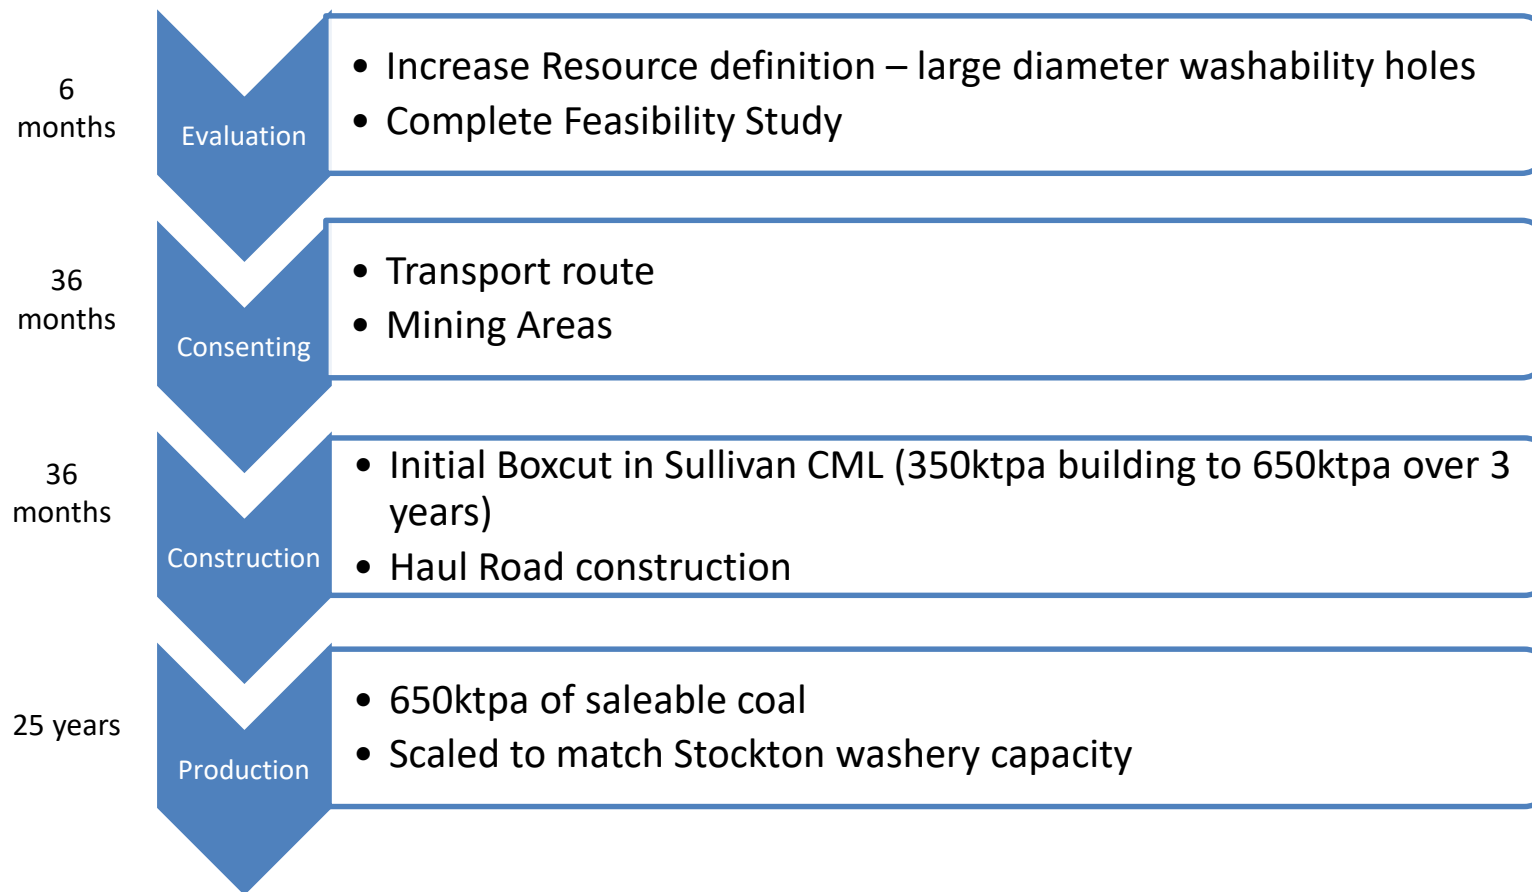 6
months
Evaluation
• Increase Resource definition – large diameter washability holes
• Complete Feasibility Study
36
months
Consenting
• Transport route
• Mining Areas
36
months
Construction
• Initial Boxcut in Sullivan CML (350ktpa building to 650ktpa over 3
years)
• Haul Road construction
25 years
Production
• 650ktpa of saleable coal
• Scaled to match Stockton washery capacity